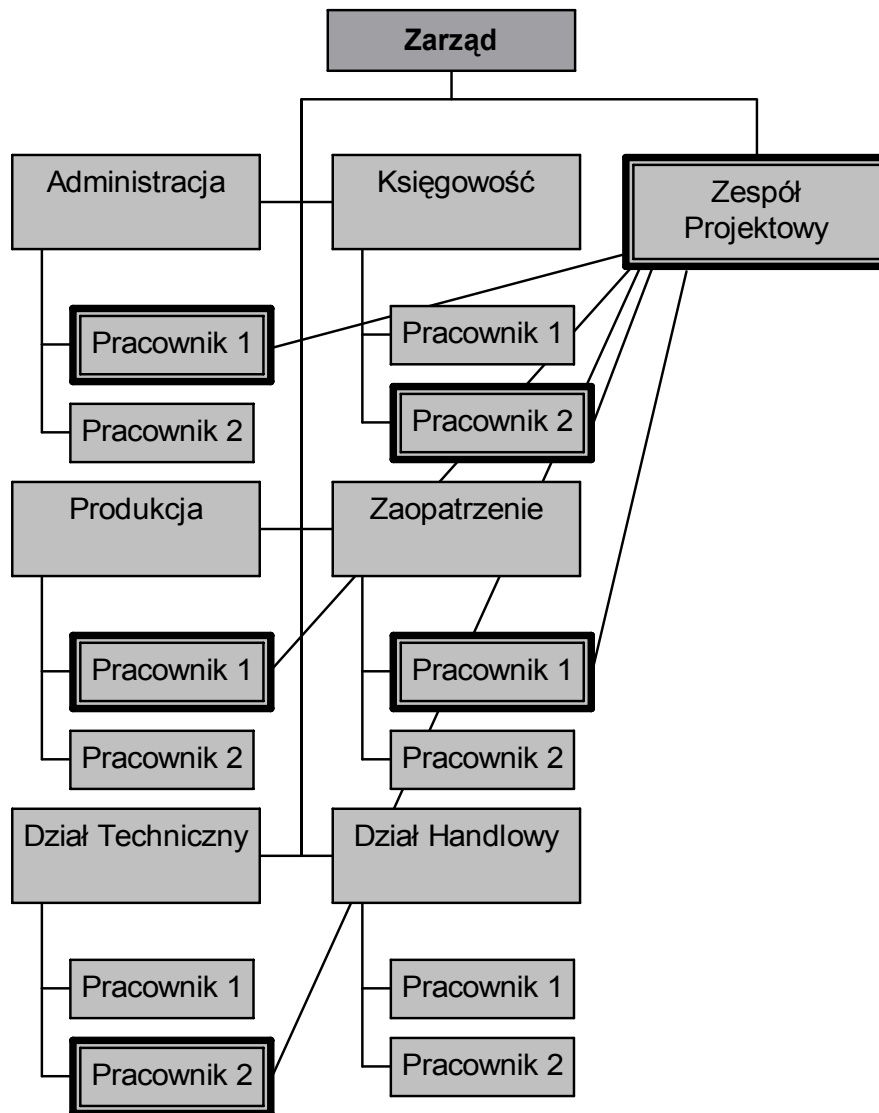 Zarząd
Administracja
Księgowość
Zespół
Projektowy
Pracownik 1
Pracownik 2
Pracownik 1
Pracownik 2
Produkcja
Zaopatrzenie
Pracownik 1
Pracownik 2
Pracownik 1
Pracownik 2
Dział Techniczny
Dział Handlowy
Pracownik 1
Pracownik 2
Pracownik 1
Pracownik 2